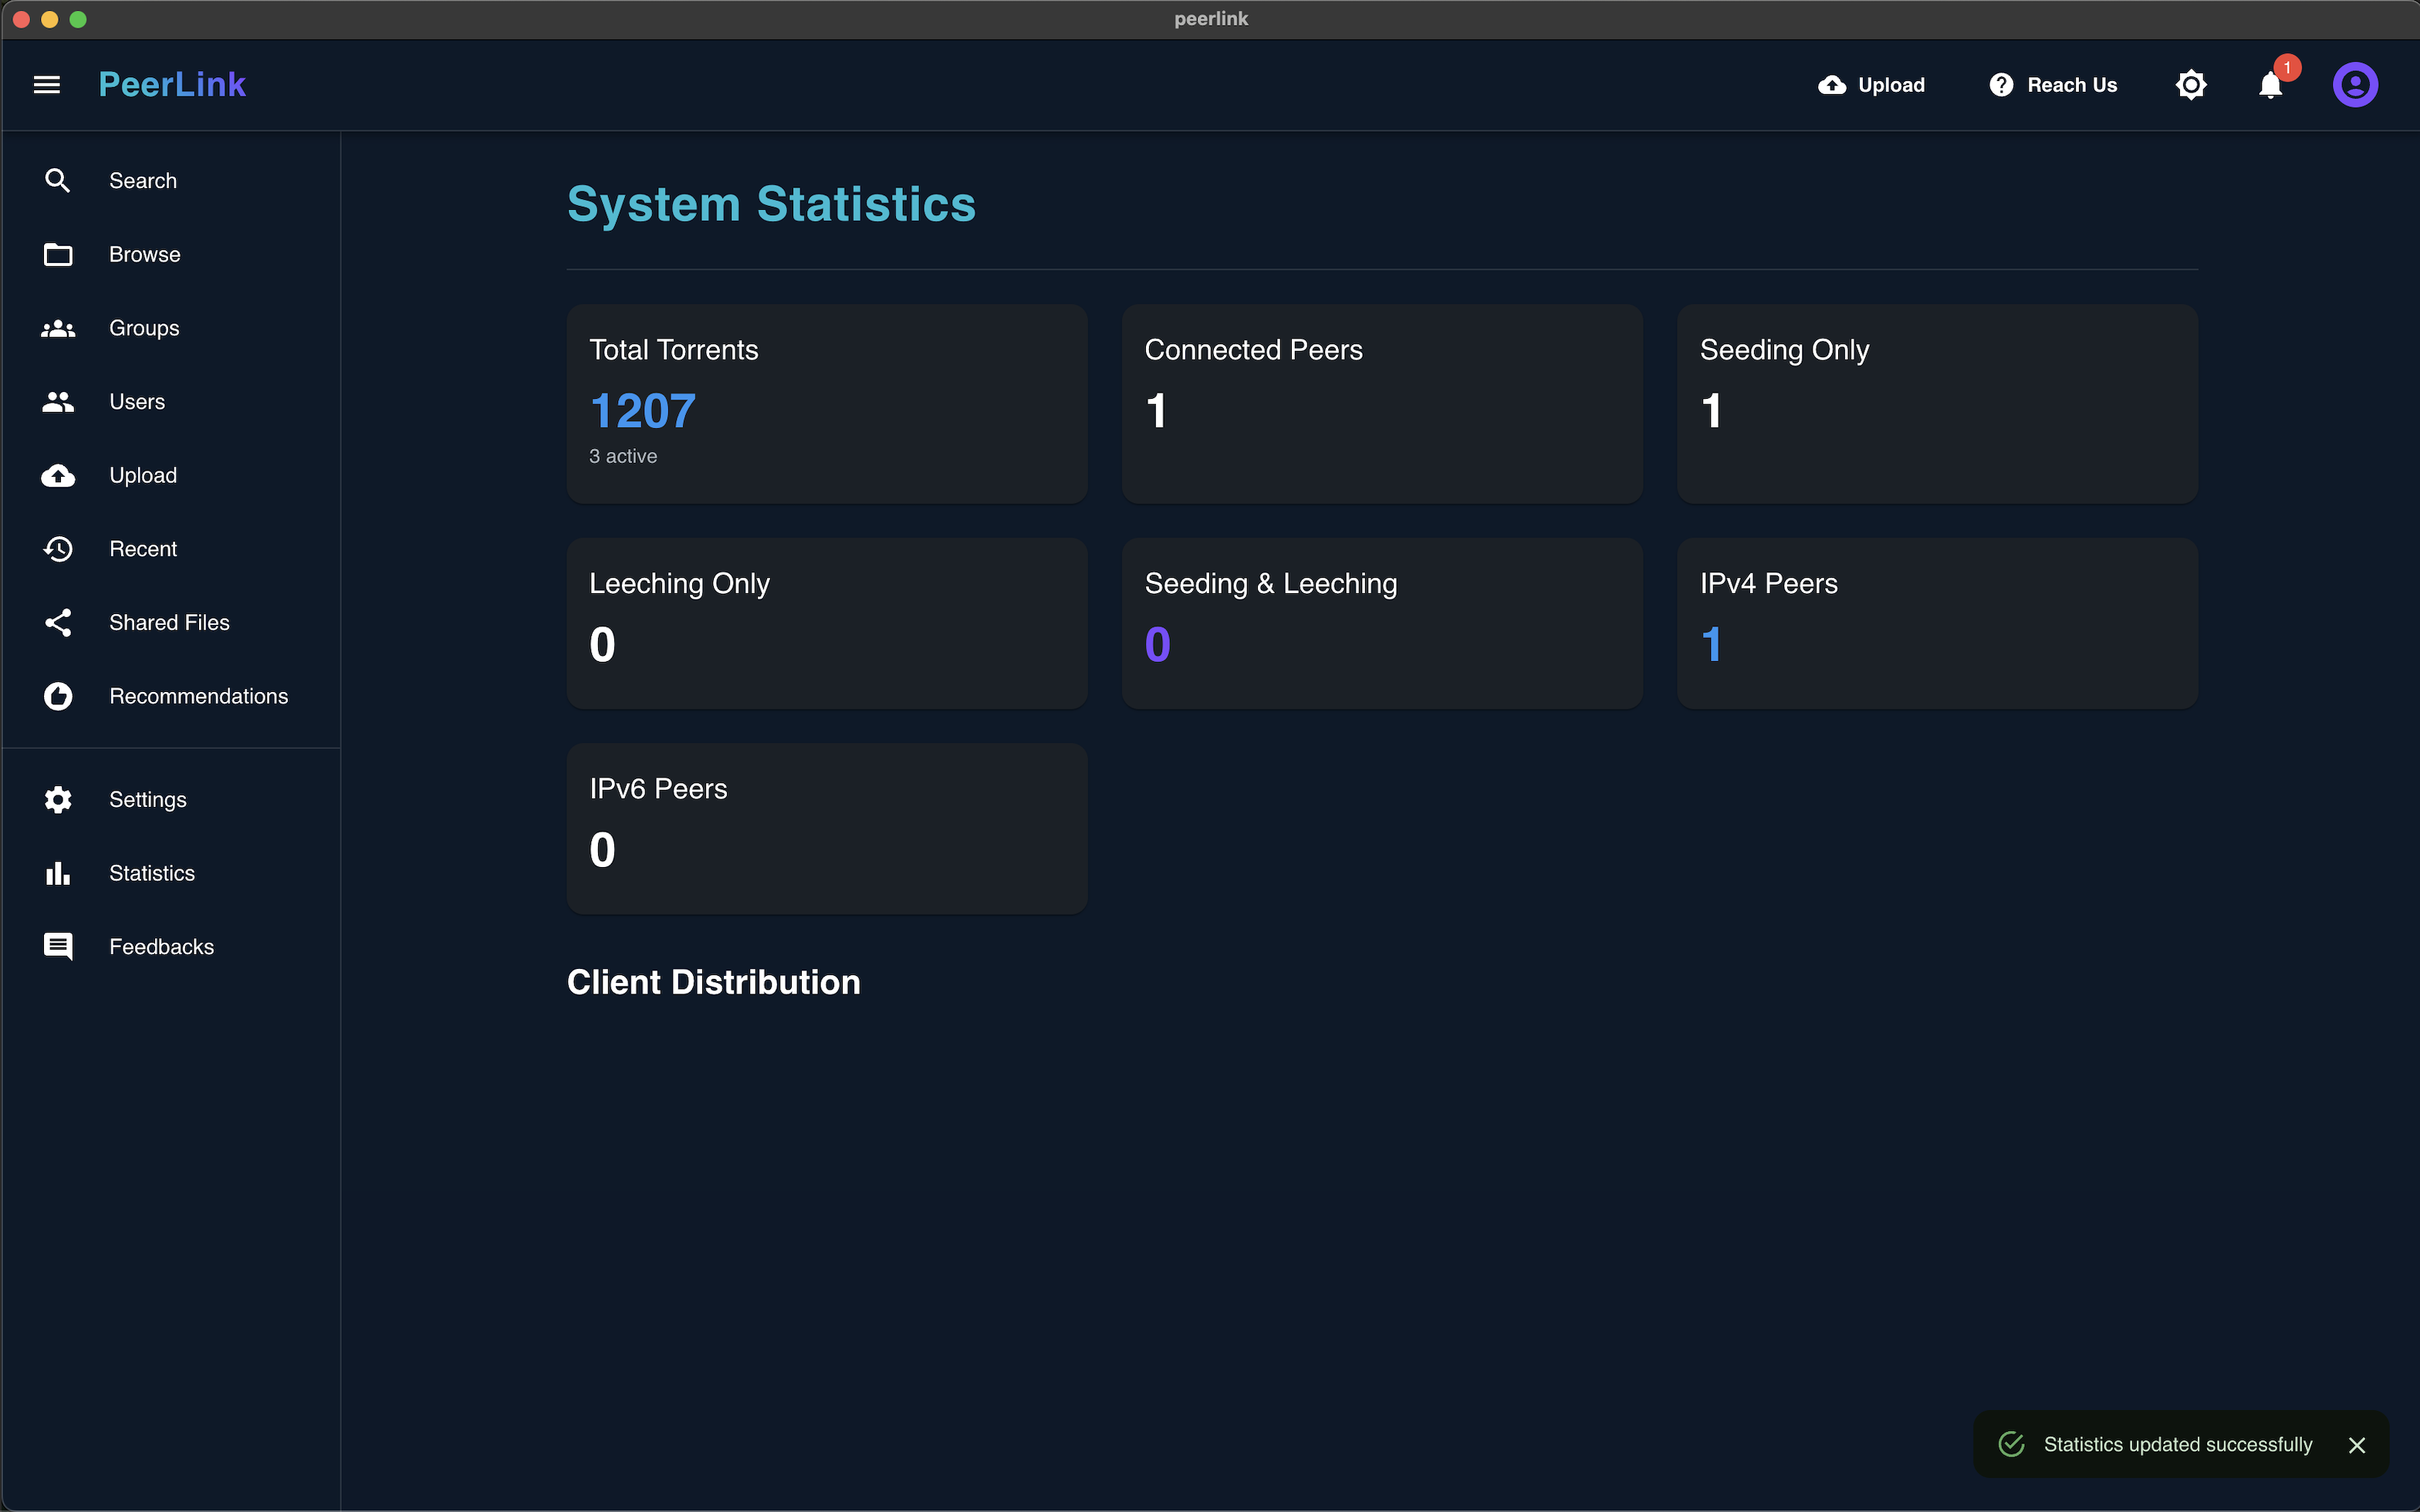 peerlink
PeerLink
Upload
Reach Us
1
Search
Browse
Groups
Users
Upload
Recent
Shared Files
Recommendations
Settings
Statistics
Feedbacks
System Statistics
Total Torrents
1207
3 active
Connected Peers
1
Seeding Only
1
Leeching Only
0
Seeding & Leeching
0
IPv4 Peers
1
IPv6 Peers
0
Client Distribution
Statistics updated successfully